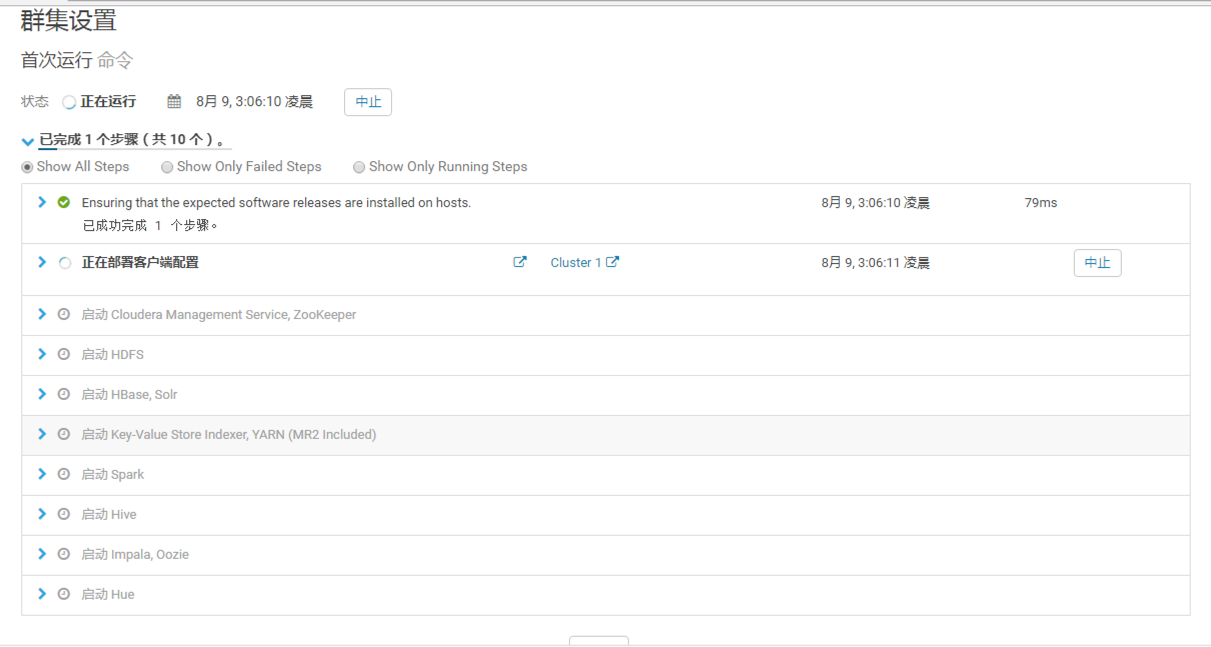 群集设置
首次运行 命令
状态 正在运行 8月 9, 3:06:10 凌晨 中止
已完成 1 个步骤（共 10 个）。
Show All Steps Show Only Failed Steps Show Only Running Steps
Ensuring that the expected software releases are installed on hosts. 8月 9, 3:06:10 凌晨 79ms
已成功完成 1 个步骤。
正在部署客户端配置 Cluster 1 8月 9, 3:06:11 凌晨 中止
启动 Cloudera Management Service, ZooKeeper
启动 HDFS
启动 HBase, Solr
启动 Key-Value Store Indexer, YARN (MR2 Included)
启动 Spark
启动 Hive
启动 Impala, Oozie
启动 Hue